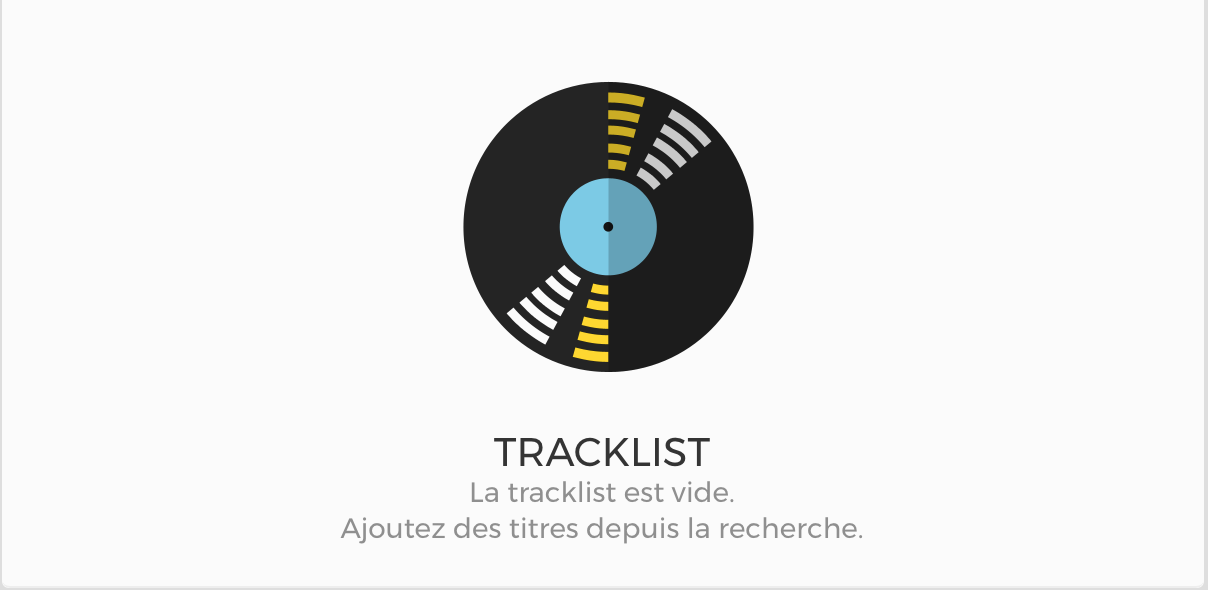 TRACKLIST
La tracklist est vide.
Ajoutez des titres depuis la recherche.